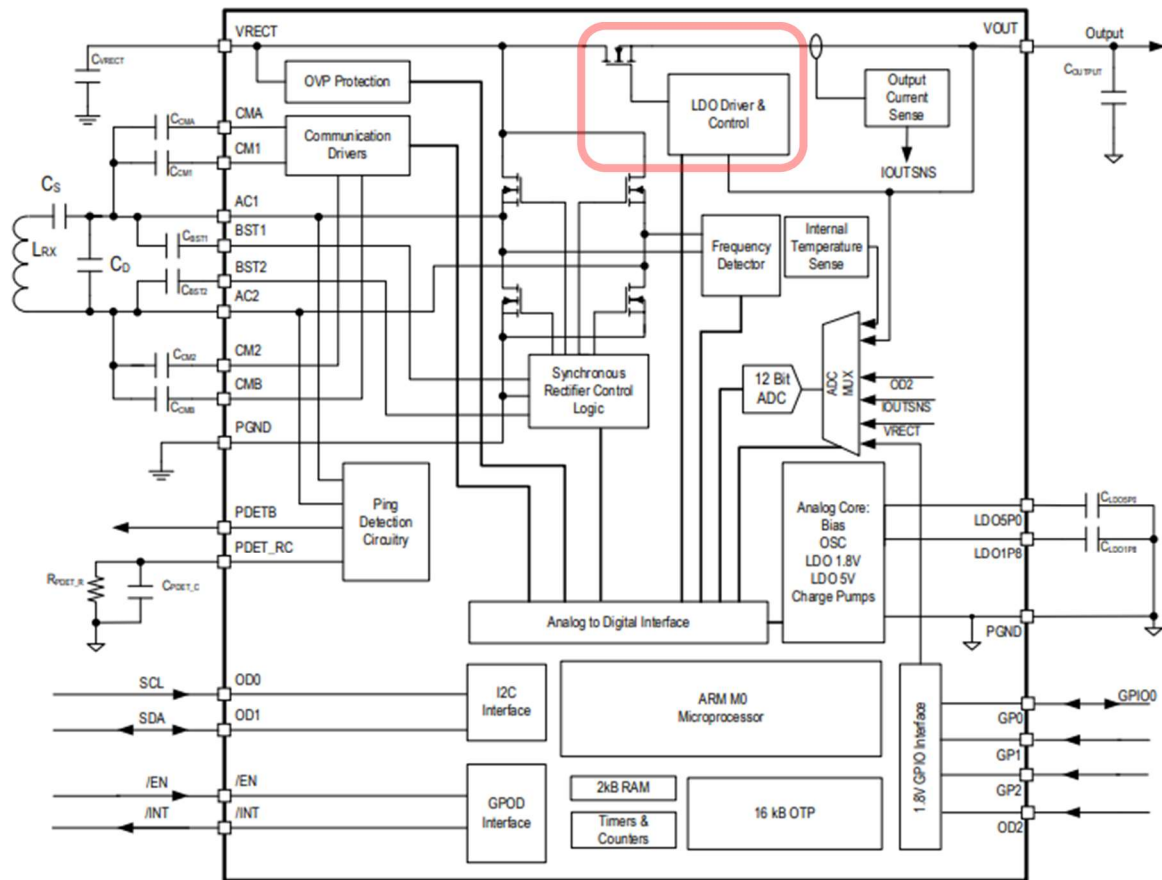 VRECT
VOUT
Output
CVRECT
COUTPUT
OVP Protection
LDO Driver &
Control
Output
Current
Sense
IOUTSNS
CCMA
CMA
Communication
Drivers
CCM1
CM1
CS
AC1
CBST1
BST1
LRX
CD
BST2
CBST2
AC2
Frequency
Detector
Internal
Temperature
Sense
CCM2
CM2
CCMB
CMB
Synchronous
Rectifier Control
Logic
12 Bit
ADC
ADC
MUX
OD2
IOUTSNS
VRECT
PGND
Ping
Detection
Circuitry
PDETB
PDET_RC
RPDET_R
CPDET_C
Analog Core:
Bias
OSC
LDO 1.8V
LDO 5V
Charge Pumps
CLDO5P0
LDO5P0
CLDO1P8
LDO1P8
PGND
Analog to Digital Interface
SCL
OD0
SDA
OD1
I2C
Interface
ARM M0
Microprocessor
1.8V GPIO Interface
GPIO0
GP0
GP1
GP2
OD2
/EN
/EN
/INT
/INT
GPOD
Interface
2kB RAM
Timers &
Counters
16 kB OTP